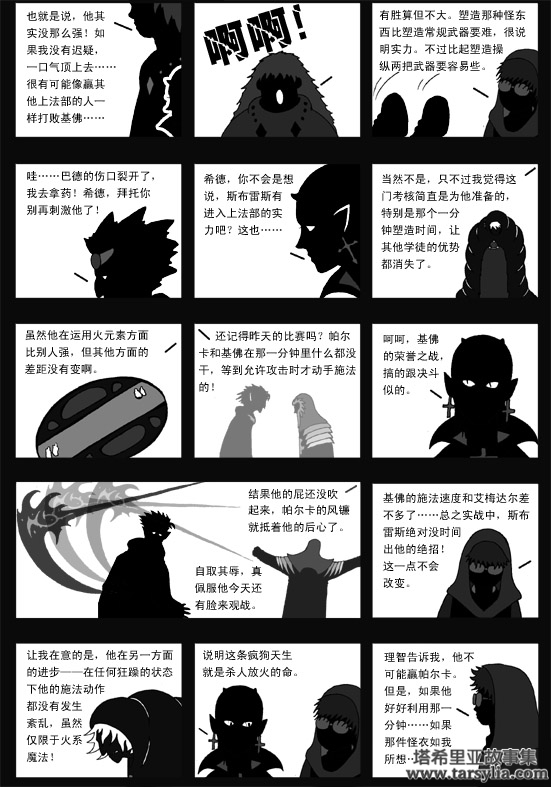 也就是说，他其
实没那么强！如
果我没有迟疑，
一口气顶上去……
很有可能像赢其
他上法部的人一
样打败基佛……
啊啊！
有胜算但不大。塑造那种怪东
西比塑造常规武器要难，很说
明实力。不过比起塑造操
纵两把武器要容易些。
哇……巴德的伤口裂开了，
我去拿药！希德，拜托你
别再刺激他了！
希德，你不会是想
说，斯布雷斯有
进入上法部的实
力吧？这也……
当然不是，只不过我觉得这
门考核简直是为他准备的，
特别是那个一分
钟塑造时间，让
其他学徒的优势
都消失了。
虽然他在运用火元素方面
比别人强，但其他方面的
差距没有变啊。
还记得昨天的比赛吗？帕尔
卡和基佛在那一分钟里什么都没
干，等到允许攻击时才动手施法
的！
呵呵，基佛
的荣誉之战，
搞的跟决斗
似的。
结果他的屁还没吹
起来，帕尔卡的风镰
就抵着他的后心了。
自取其辱，真
佩服他今天还
有脸来观战。
基佛的施法速度和艾梅达尔差
不多了……总之实战中，斯布
雷斯绝对没时间
出他的绝招！
这一点不会
改变。
让我在意的是，他在另一方面
的进步——在任何狂躁的状态
下他的施法动作
都没有发生
紊乱，虽然
仅限于火系
魔法！
说明这条疯狗天生
就是杀人放火的命。
理智告诉我，他不
可能赢帕尔卡。
但是，如果他
好好利用那一
分钟……如果
那件怪衣如我
所想……
塔希里亚故事集
www.tarsylia.com